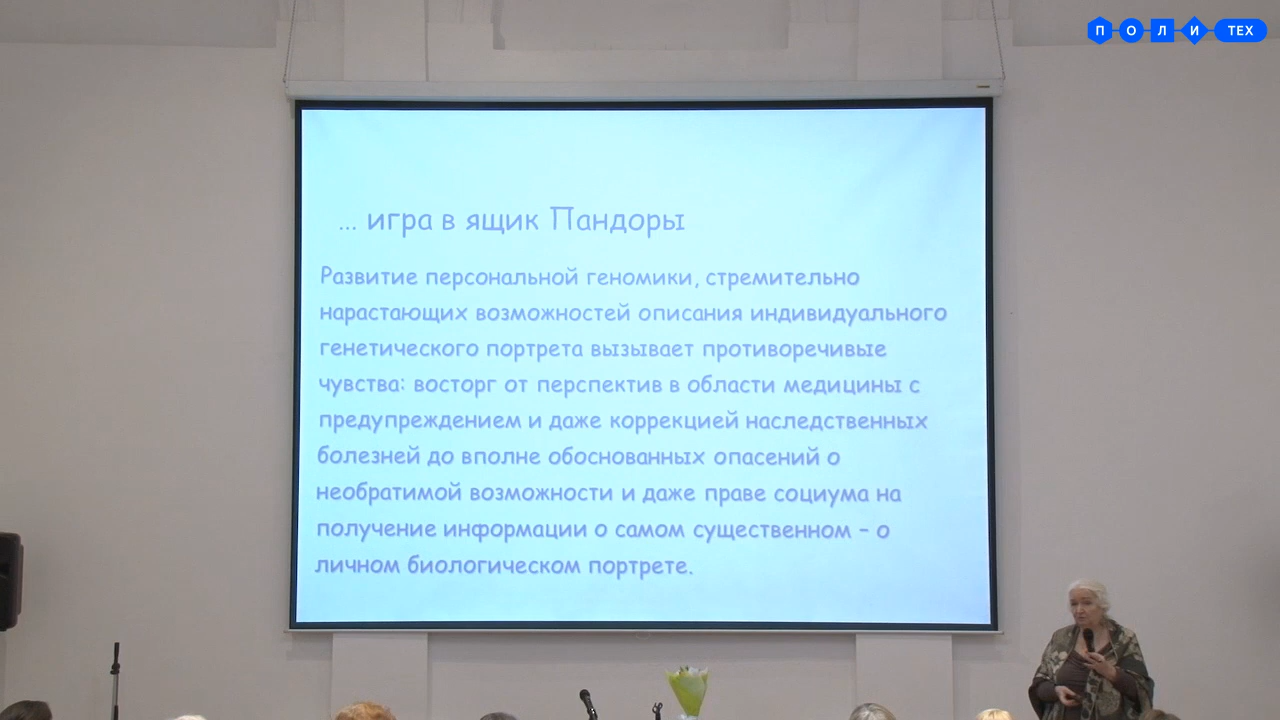 ПОЛИТЕХ
... игра в ящик Пандоры
Развитие персональной геномики, стремительно
нарастающих возможностей описания индивидуального
генетического портрета вызывает противоречивые
чувства: восторг от перспектив в области медицины с
предупреждением и даже коррекцией наследственных
болезней до вполне обоснованных опасений о
необратимой возможности и даже праве социума на
получение информации о самом существенном – о
личном биологическом портрете.